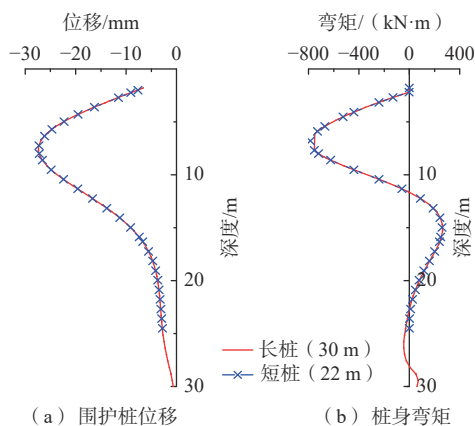 位移/mm
−30 −20 −10 0
10
20
30
深度/m
弯矩/（kN·m）
−800 −400 0 400
10
20
30
深度/m
长桩（30 m）
短桩（22 m）
（a） 围护桩位移
（b） 桩身弯矩